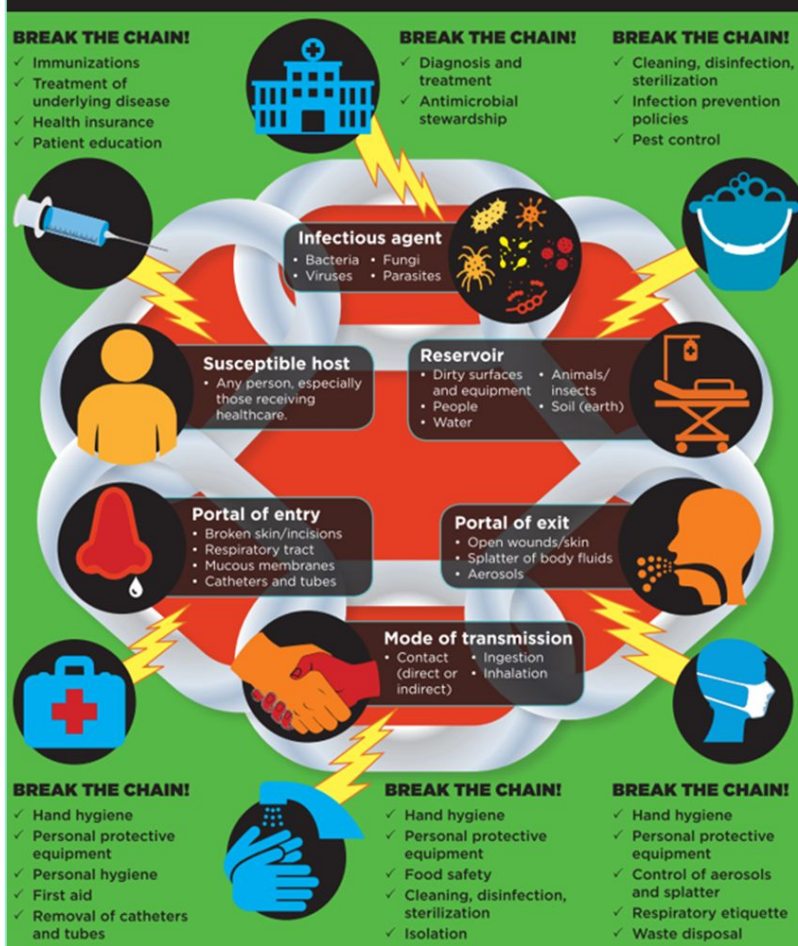 BREAK THE CHAIN!
✓ Immunizations
✓ Treatment of
underlying disease
✓ Health insurance
✓ Patient education
BREAK THE CHAIN!
✓ Diagnosis and
treatment
✓ Antimicrobial
stewardship
BREAK THE CHAIN!
✓ Cleaning, disinfection,
sterilization
✓ Infection prevention
policies
✓ Pest control
Infectious agent
• Bacteria • Fungi
• Viruses • Parasites
Susceptible host
• Any person, especially
those receiving
healthcare.
Reservoir
• Dirty surfaces
and equipment
• People
• Water
• Animals/
insects
• Soil (earth)
Portal of entry
• Broken skin/incisions
• Respiratory tract
• Mucous membranes
• Catheters and tubes
Portal of exit
• Open wounds/skin
• Splatter of body fluids
• Aerosols
Mode of transmission
• Contact
(direct or
indirect)
• Ingestion
• Inhalation
BREAK THE CHAIN!
✓ Hand hygiene
✓ Personal protective
equipment
✓ Personal hygiene
✓ First aid
✓ Removal of catheters
and tubes
BREAK THE CHAIN!
✓ Hand hygiene
✓ Personal protective
equipment
✓ Food safety
✓ Cleaning, disinfection,
sterilization
✓ Isolation
BREAK THE CHAIN!
✓ Hand hygiene
✓ Personal protective
equipment
✓ Control of aerosols
and splatter
✓ Respiratory etiquette
✓ Waste disposal